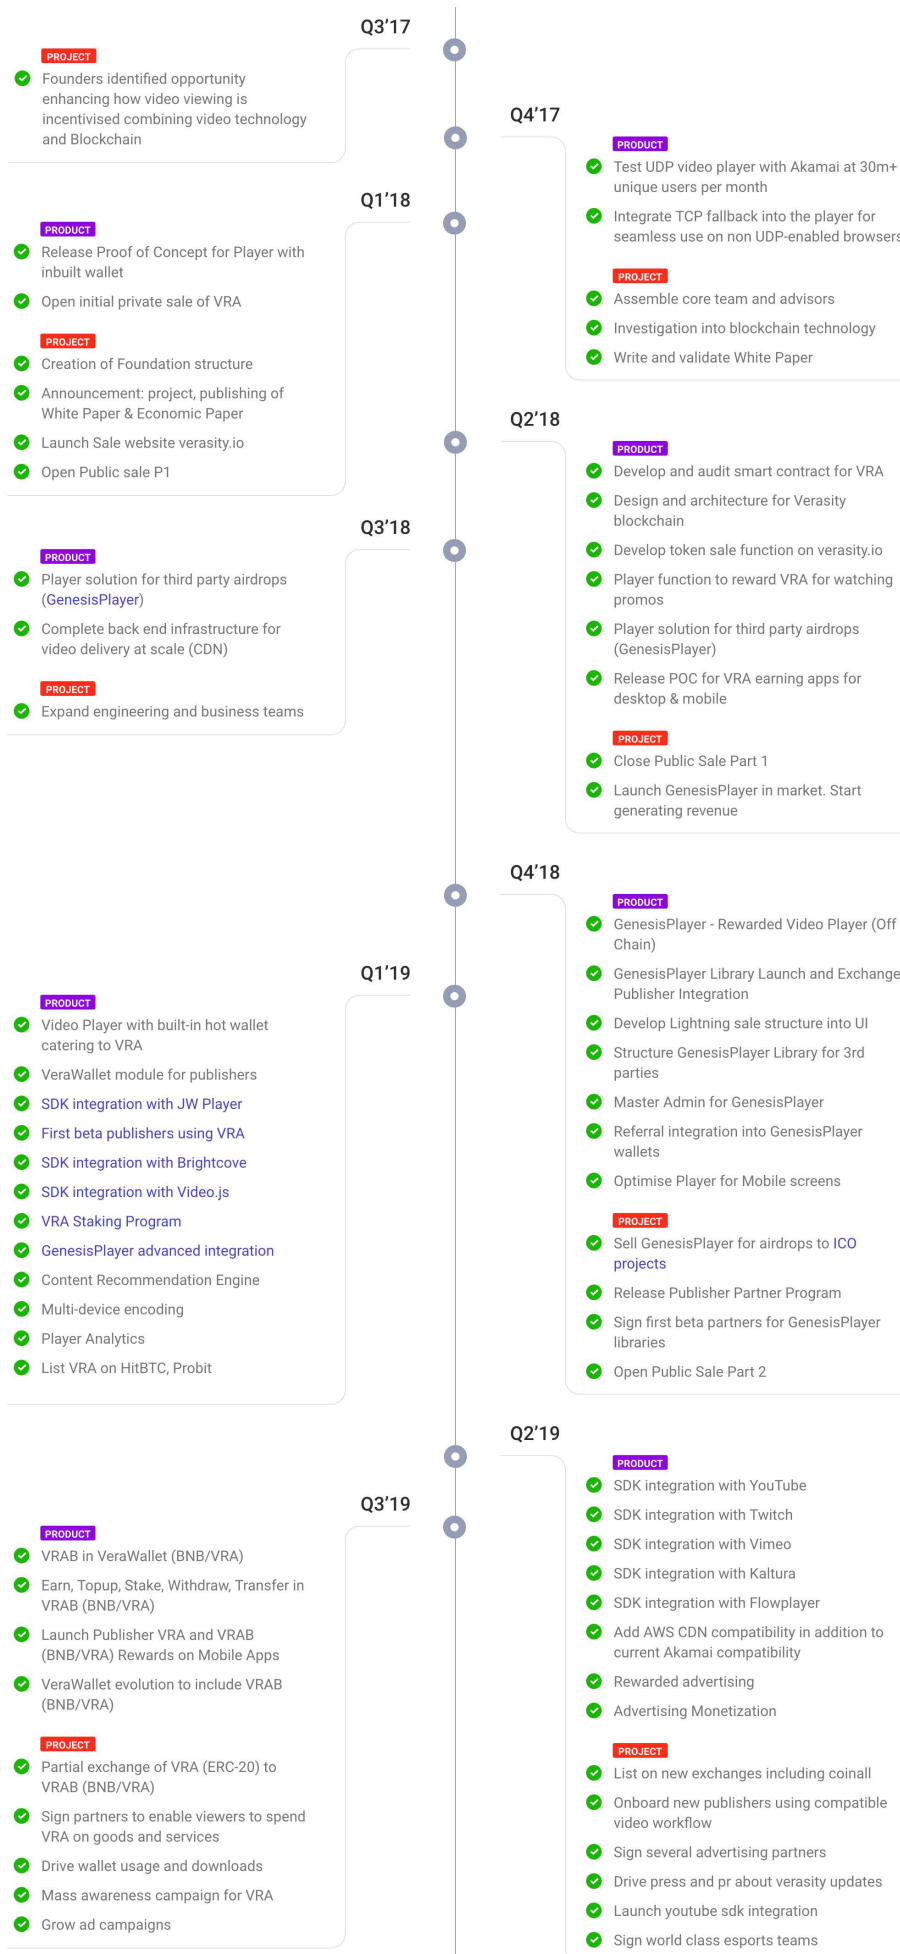 Q3’17
PROJECT
Founders identified opportunity
enhancing how video viewing is
incentivised combining video technology
and Blockchain
Q4’17
PRODUCT
Test UDP video player with Akamai at 30m+
unique users per month
Integrate TCP fallback into the player for
seamless use on non UDP-enabled browsers
PROJECT
Assemble core team and advisors
Investigation into blockchain technology
Write and validate White Paper
Q1’18
PRODUCT
Release Proof of Concept for Player with
inbuilt wallet
Open initial private sale of VRA
PROJECT
Creation of Foundation structure
Announcement: project, publishing of
White Paper & Economic Paper
Launch Sale website verasity.io
Open Public sale P1
Q2’18
PRODUCT
Develop and audit smart contract for VRA
Design and architecture for Verasity
blockchain
Develop token sale function on verasity.io
Player function to reward VRA for watching
promos
Player solution for third party airdrops
(GenesisPlayer)
Release POC for VRA earning apps for
desktop & mobile
PROJECT
Close Public Sale Part 1
Launch GenesisPlayer in market. Start
generating revenue
Q3’18
PRODUCT
Player solution for third party airdrops
(GenesisPlayer)
Complete back end infrastructure for
video delivery at scale (CDN)
PROJECT
Expand engineering and business teams
Q4’18
PRODUCT
GenesisPlayer - Rewarded Video Player (Off
Chain)
GenesisPlayer Library Launch and Exchange
Publisher Integration
Develop Lightning sale structure into UI
Structure GenesisPlayer Library for 3rd
parties
Master Admin for GenesisPlayer
Referral integration into GenesisPlayer
wallets
Optimise Player for Mobile screens
PROJECT
Sell GenesisPlayer for airdrops to ICO
projects
Release Publisher Partner Program
Sign first beta partners for GenesisPlayer
libraries
Open Public Sale Part 2
Q1’19
PRODUCT
Video Player with built-in hot wallet
catering to VRA
VeraWallet module for publishers
SDK integration with JW Player
First beta publishers using VRA
SDK integration with Brightcove
SDK integration with Video.js
VRA Staking Program
GenesisPlayer advanced integration
Content Recommendation Engine
Multi-device encoding
Player Analytics
List VRA on HitBTC, Probit
Q2’19
PRODUCT
SDK integration with YouTube
SDK integration with Twitch
SDK integration with Vimeo
SDK integration with Kaltura
SDK integration with Flowplayer
Add AWS CDN compatibility in addition to
current Akamai compatibility
Rewarded advertising
Advertising Monetization
PROJECT
List on new exchanges including coinall
Onboard new publishers using compatible
video workflow
Sign several advertising partners
Drive press and pr about verasity updates
Launch youtube sdk integration
Sign world class esports teams
Q3’19
PRODUCT
VRAB in VeraWallet (BNB/VRA)
Earn, Topup, Stake, Withdraw, Transfer in
VRAB (BNB/VRA)
Launch Publisher VRA and VRAB
(BNB/VRA) Rewards on Mobile Apps
VeraWallet evolution to include VRAB
(BNB/VRA)
PROJECT
Partial exchange of VRA (ERC-20) to
VRAB (BNB/VRA)
Sign partners to enable viewers to spend
VRA on goods and services
Drive wallet usage and downloads
Mass awareness campaign for VRA
Grow ad campaigns